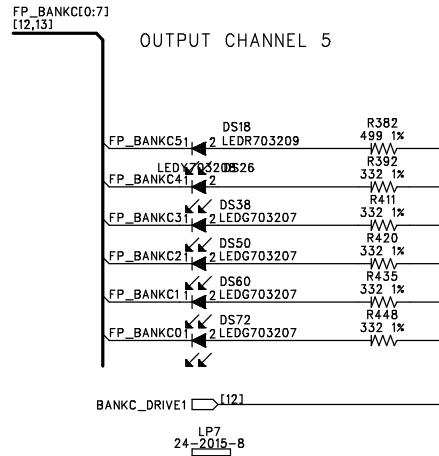 FP_BANKC[0:7]
[12,13]
OUTPUT CHANNEL 5
DS18
R382
FP_BANKC5 1 2 LEDR703209 499 1%
LEDY703208 DS26
R392
FP_BANKC4 1 2 332 1%
DS38
R411
FP_BANKC3 1 2 LEDG703207 332 1%
DS50
R420
FP_BANKC2 1 2 LEDG703207 332 1%
DS60
R435
FP_BANKC1 1 2 LEDG703207 332 1%
DS72
R448
FP_BANKC0 1 2 LEDG703207 332 1%
BANKC_DRIVE1 [12]
LP7
24-2015-8